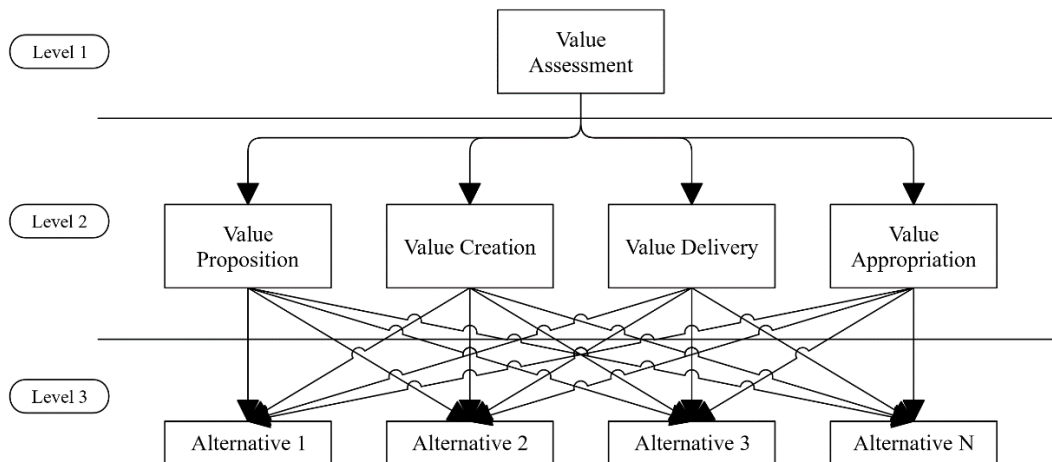 Level 1
Value
Assessment
Level 2
Value
Proposition
Value Creation
Value Delivery
Value
Appropriation
Level 3
Alternative 1
Alternative 2
Alternative 3
Alternative N